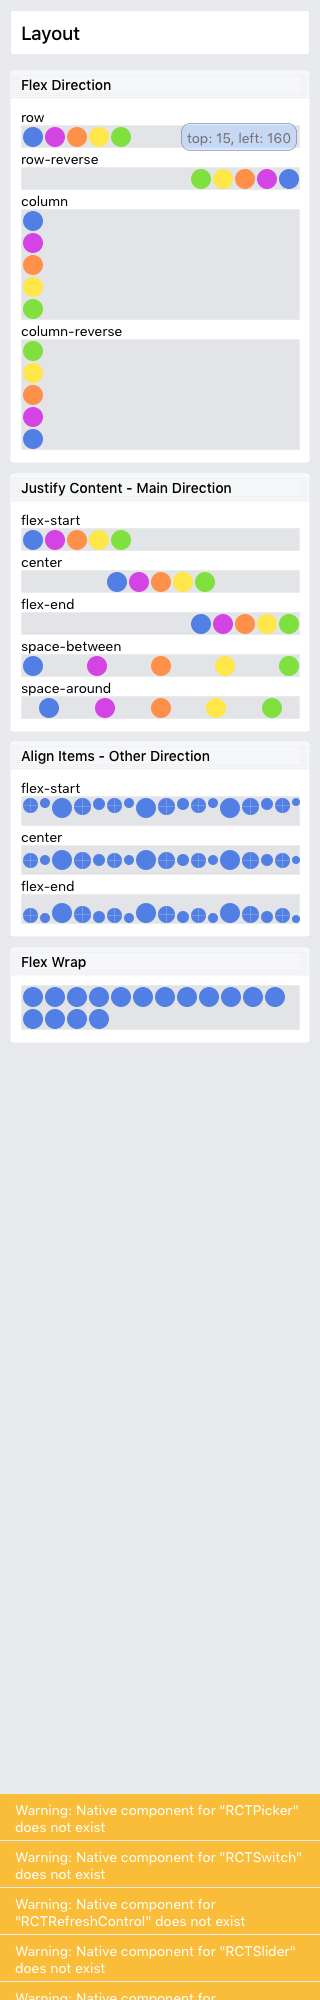 Layout
Flex Direction
row
top: 15, left: 160
row-reverse
column
column-reverse
Justify Content - Main Direction
flex-start
center
flex-end
space-between
space-around
Align Items - Other Direction
flex-start
center
flex-end
Flex Wrap
Warning: Native component for "RCTPicker"
does not exist
Warning: Native component for "RCTSwitch"
does not exist
Warning: Native component for
"RCTRefreshControl" does not exist
Warning: Native component for "RCTSlider"
does not exist
Warning: Native component for